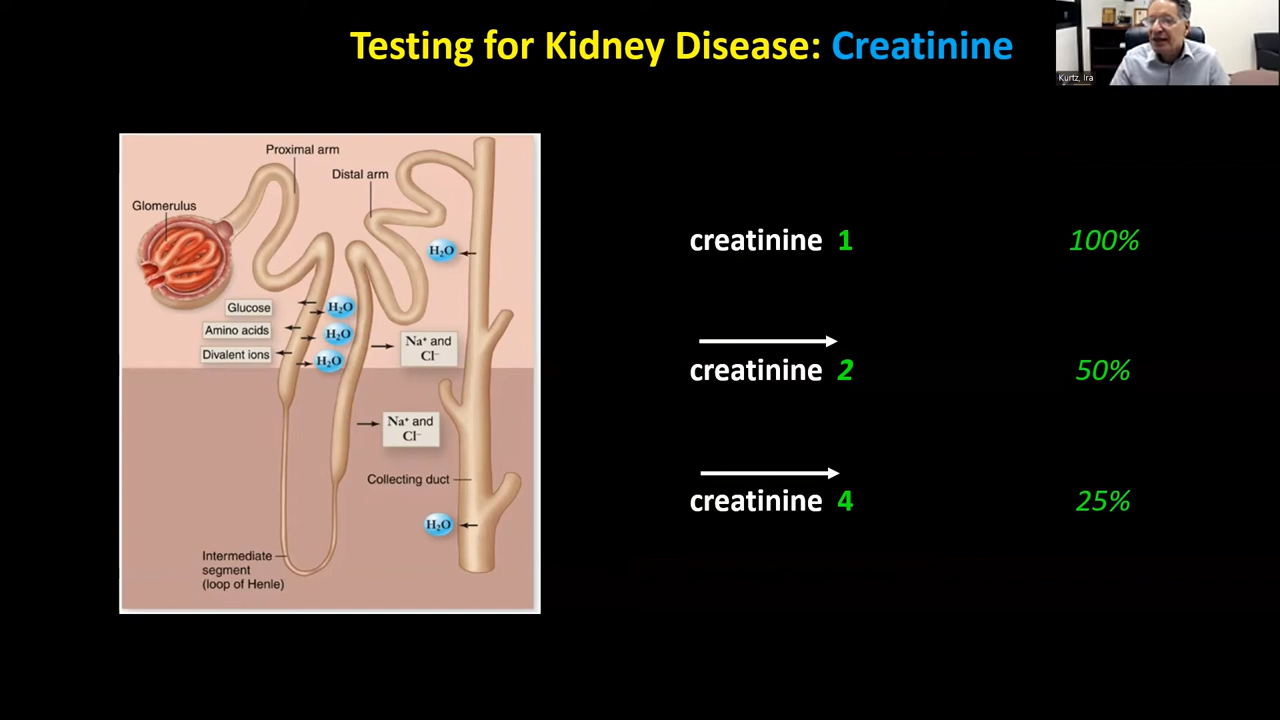 Testing for Kidney Disease: Creatinine
Kurtz, Ira
Proximal arm
Distal arm
Glomerulus
H₂O
Glucose
H₂O
Amino acids
H₂O
Divalent ions
H₂O
Na⁺ and
Cl⁻
Na⁺ and
Cl⁻
Collecting duct
H₂O
Intermediate
segment
(loop of Henle)
creatinine 1 100%
creatinine 2 50%
creatinine 4 25%